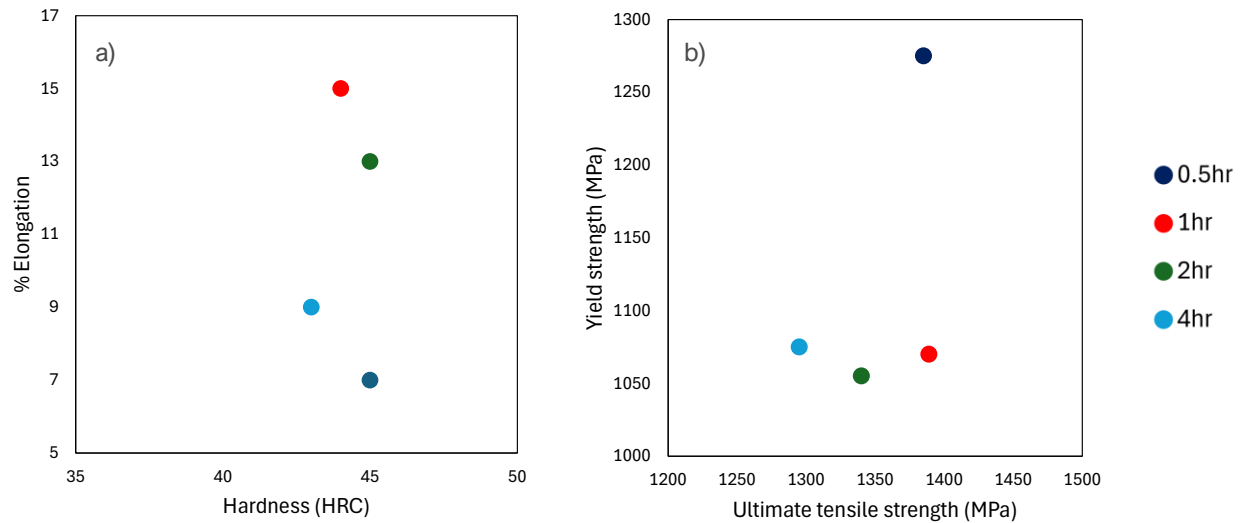 a)
17
15
13
11
9
7
5
% Elongation
35 40 45 50
Hardness (HRC)
b)
1300
1250
1200
1150
1100
1050
1000
Yield strength (MPa)
1200 1250 1300 1350 1400 1450 1500
Ultimate tensile strength (MPa)
0.5hr
1hr
2hr
4hr